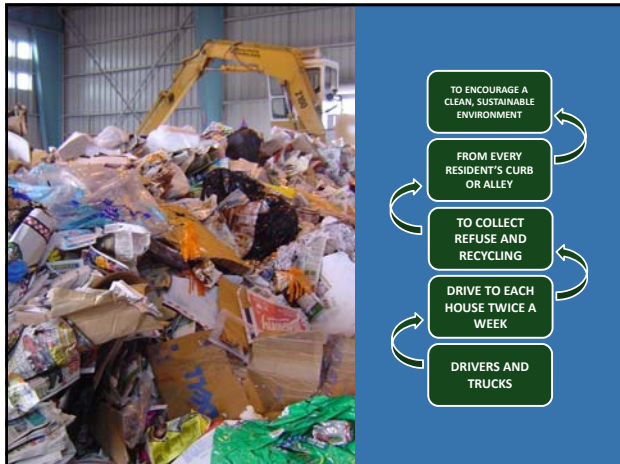 TO ENCOURAGE A
CLEAN, SUSTAINABLE
ENVIRONMENT
FROM EVERY
RESIDENT'S CURB
OR ALLEY
TO COLLECT
REFUSE AND
RECYCLING
DRIVE TO EACH
HOUSE TWICE A
WEEK
DRIVERS AND
TRUCKS